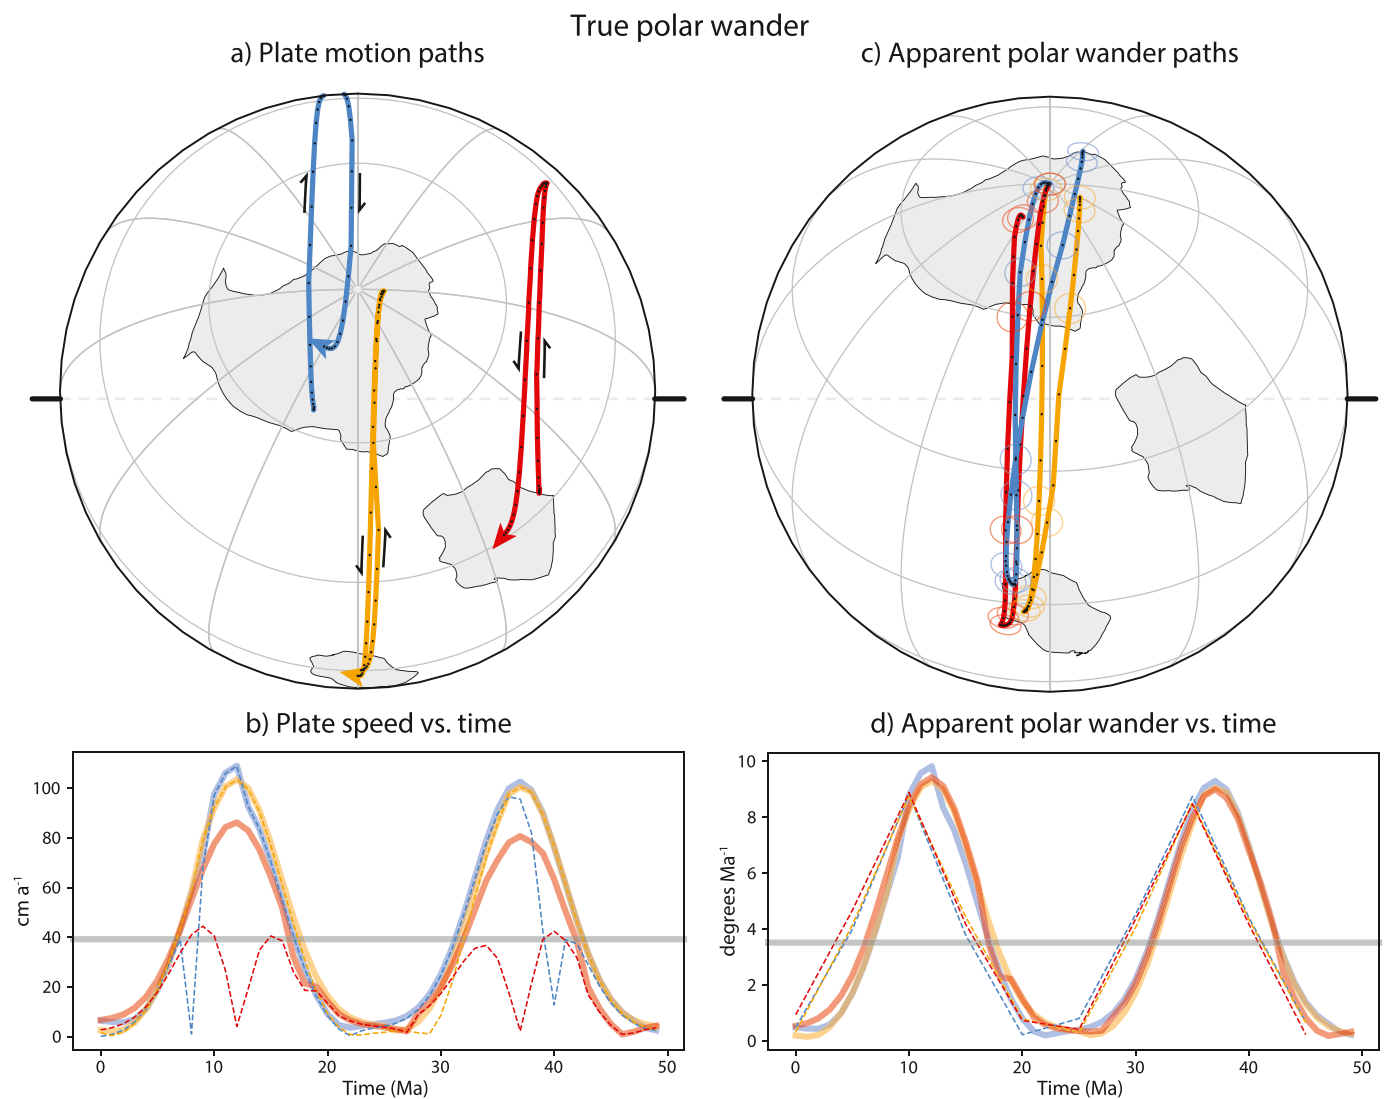 True polar wander
a) Plate motion paths
c) Apparent polar wander paths
b) Plate speed vs. time
cm a⁻¹
100
80
60
40
20
0
0 10 20 30 40 50
Time (Ma)
d) Apparent polar wander vs. time
degrees Ma⁻¹
10
8
6
4
2
0
0 10 20 30 40 50
Time (Ma)